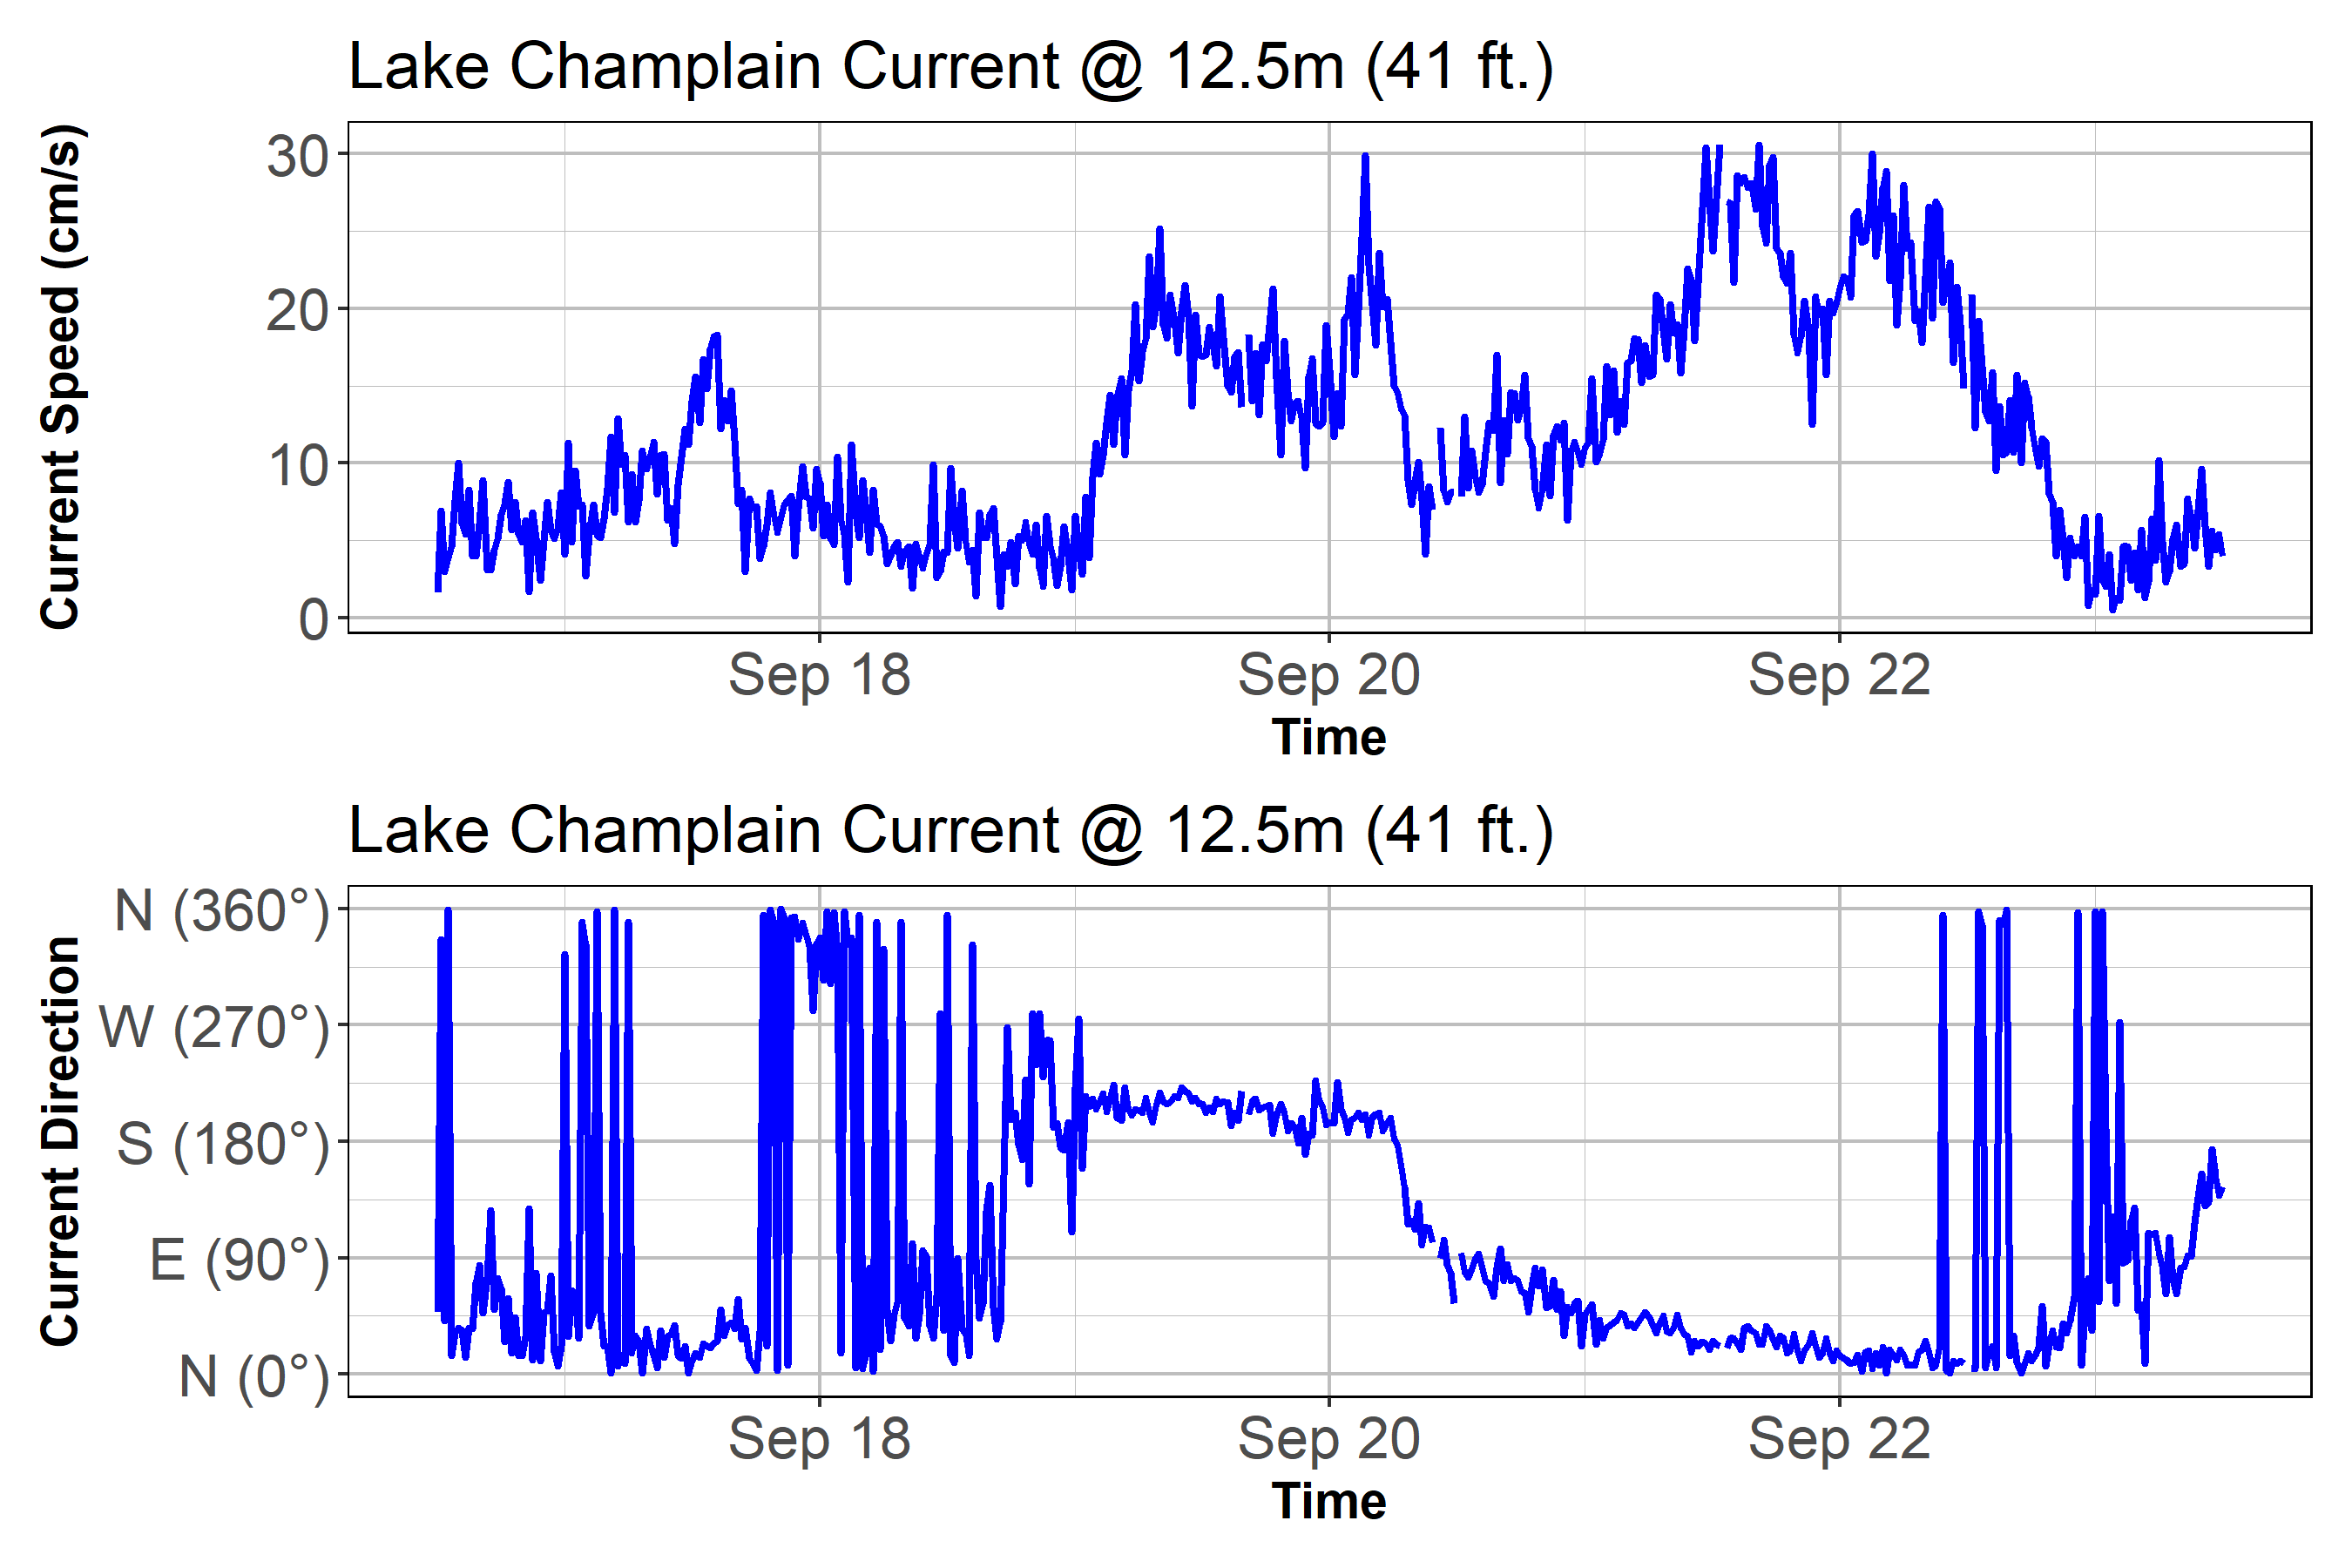 Lake Champlain Current @ 12.5m (41 ft.)
Current Speed (cm/s)
30
20
10
0
Sep 18 Sep 20 Sep 22
Time
Lake Champlain Current @ 12.5m (41 ft.)
Current Direction
N (360°)
W (270°)
S (180°)
E (90°)
N (0°)
Sep 18 Sep 20 Sep 22
Time